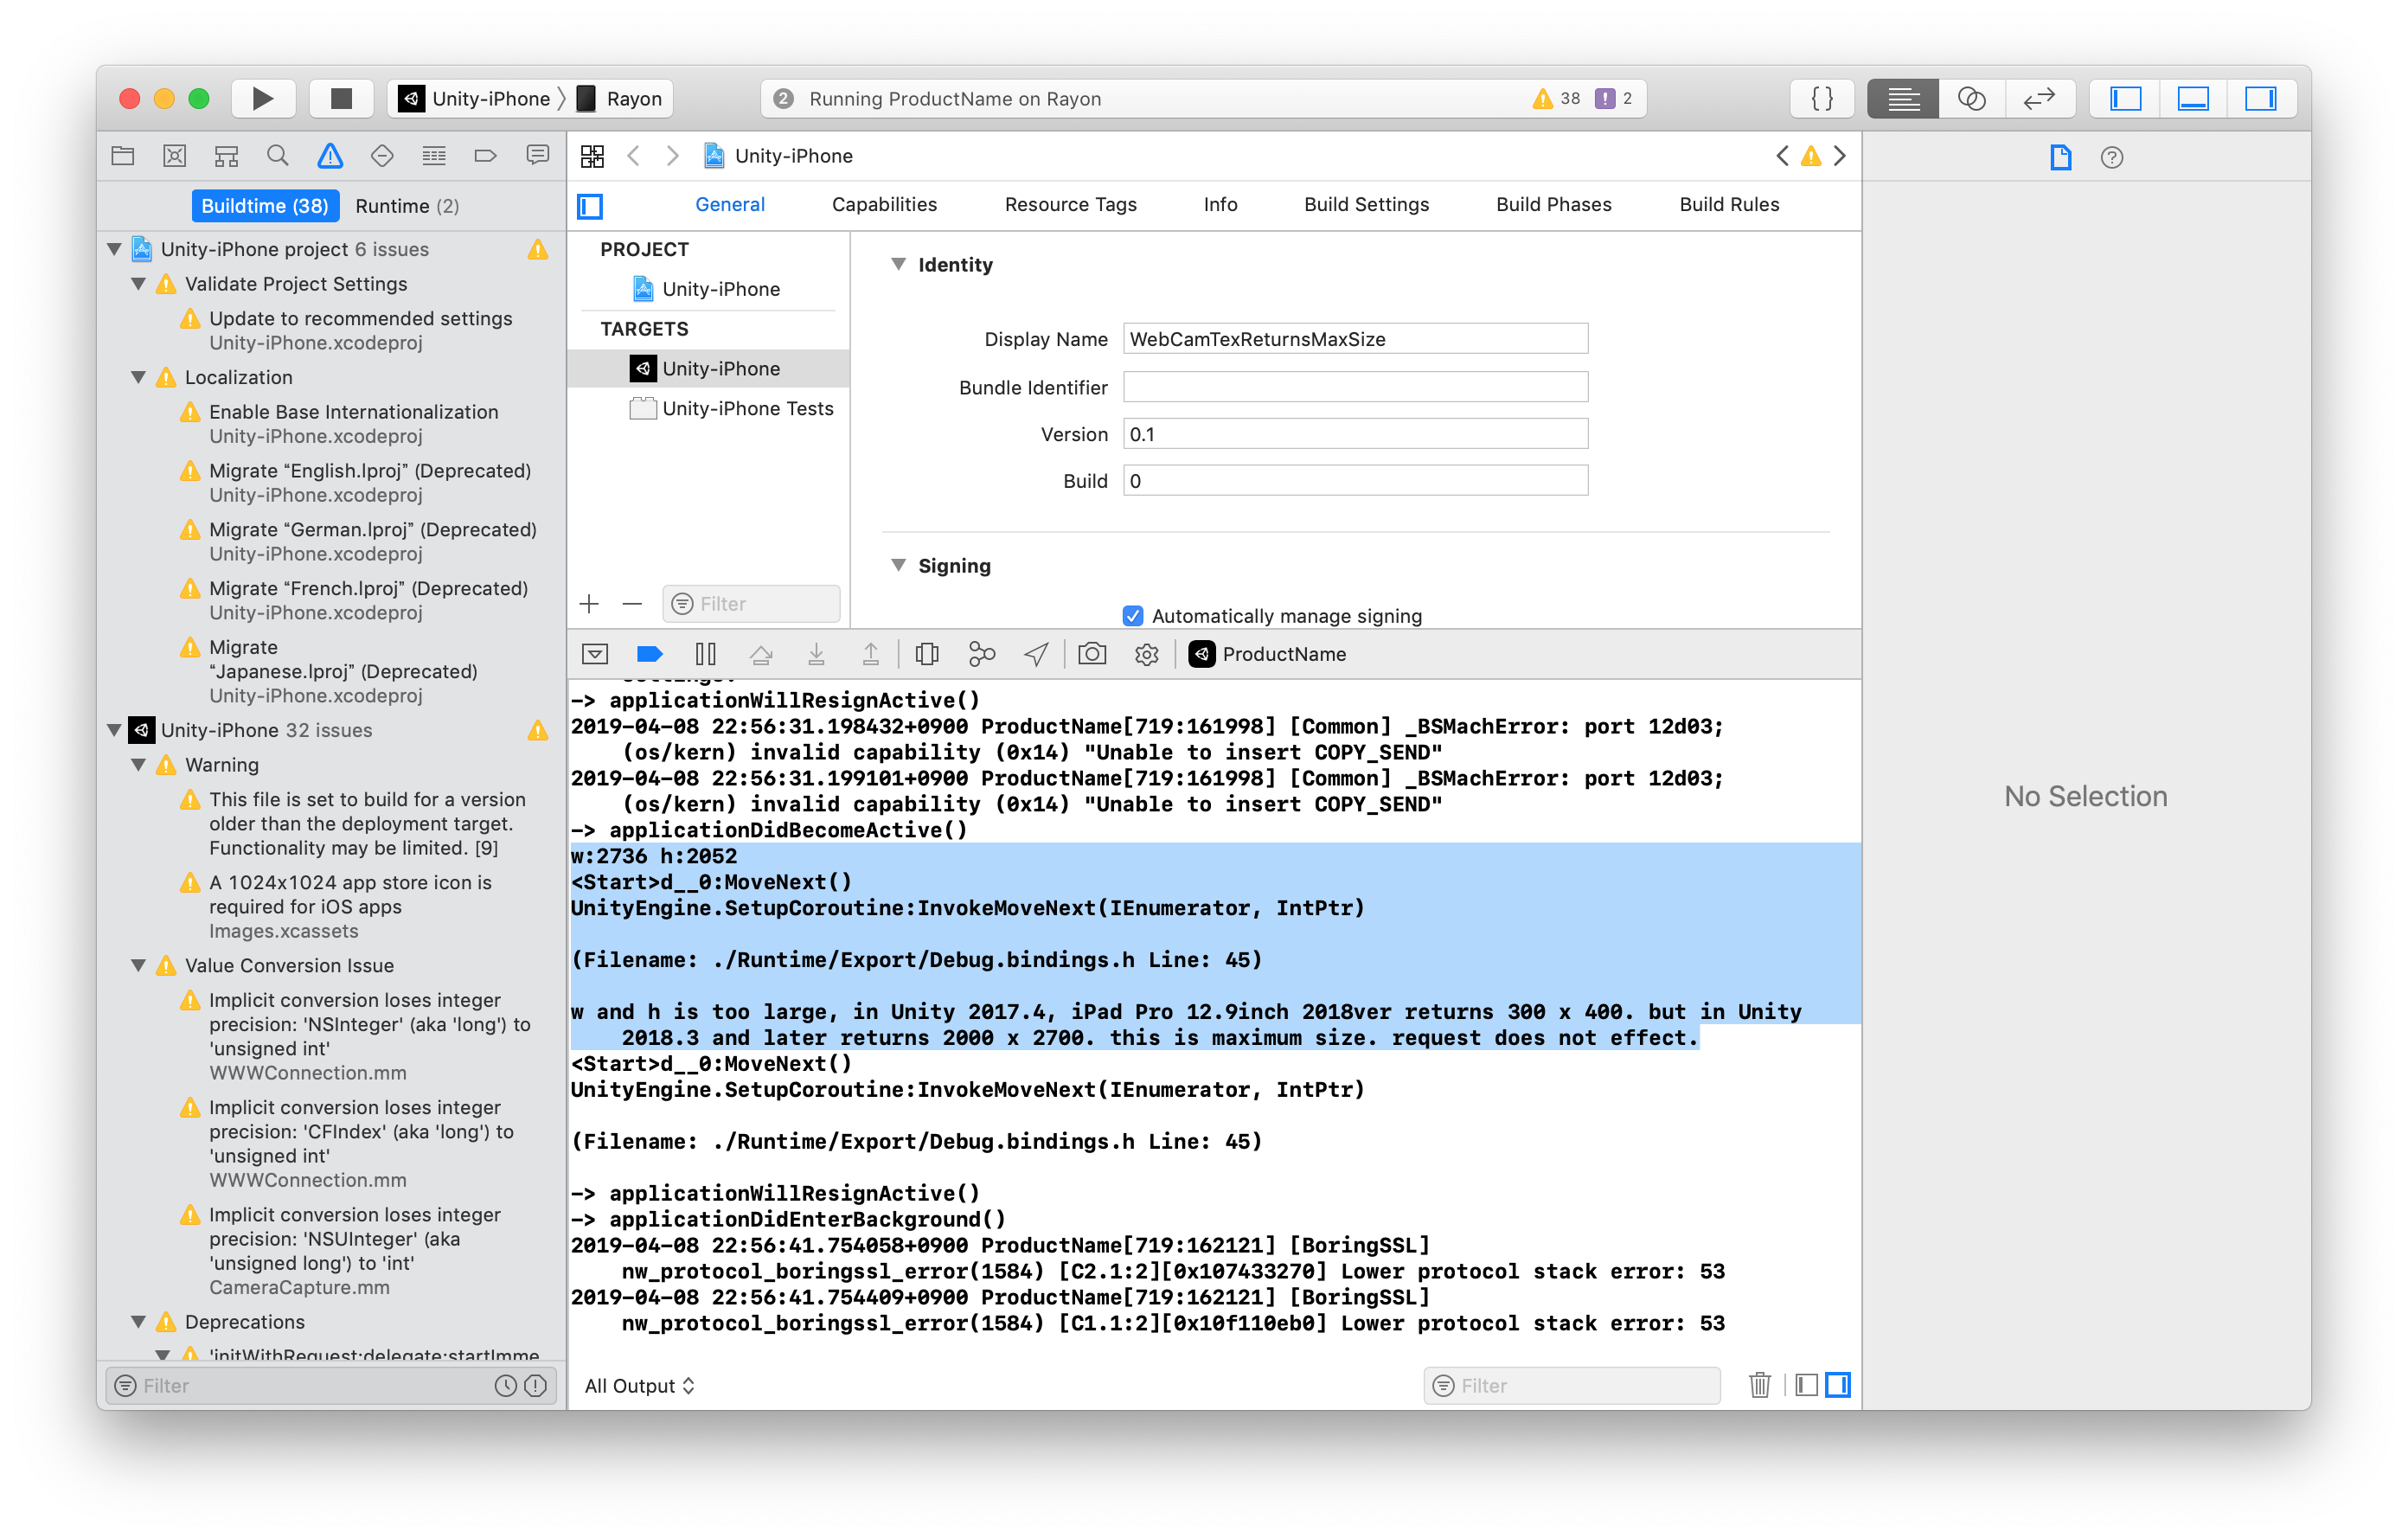 Unity-iPhone
Rayon
2 Running ProductName on Rayon
38
2
Buildtime (38)
Runtime (2)
Unity-iPhone project 6 issues
Validate Project Settings
Update to recommended settings
Unity-iPhone.xcodeproj
Localization
Enable Base Internationalization
Unity-iPhone.xcodeproj
Migrate “English.lproj” (Deprecated)
Unity-iPhone.xcodeproj
Migrate “German.lproj” (Deprecated)
Unity-iPhone.xcodeproj
Migrate “French.lproj” (Deprecated)
Unity-iPhone.xcodeproj
Migrate
“Japanese.lproj” (Deprecated)
Unity-iPhone.xcodeproj
Unity-iPhone 32 issues
Warning
This file is set to build for a version
older than the deployment target.
Functionality may be limited. [9]
A 1024x1024 app store icon is
required for iOS apps
Images.xcassets
Value Conversion Issue
Implicit conversion loses integer
precision: 'NSInteger' (aka 'long') to
'unsigned int'
WWWConnection.mm
Implicit conversion loses integer
precision: 'CFIndex' (aka 'long') to
'unsigned int'
WWWConnection.mm
Implicit conversion loses integer
precision: 'NSUInteger' (aka
'unsigned long') to 'int'
CameraCapture.mm
Deprecations
'initWithRequest:delegate:startImme
Filter
Unity-iPhone
General
Capabilities
Resource Tags
Info
Build Settings
Build Phases
Build Rules
PROJECT
Unity-iPhone
TARGETS
Unity-iPhone
Unity-iPhone Tests
Filter
Identity
Display Name WebCamTexReturnsMaxSize
Bundle Identifier
Version 0.1
Build 0
Signing
Automatically manage signing
ProductName
settings.
-> applicationWillResignActive()
2019-04-08 22:56:31.198432+0900 ProductName[719:161998] [Common] _BSMachError: port 12d03;
(os/kern) invalid capability (0x14) "Unable to insert COPY_SEND"
2019-04-08 22:56:31.199101+0900 ProductName[719:161998] [Common] _BSMachError: port 12d03;
(os/kern) invalid capability (0x14) "Unable to insert COPY_SEND"
-> applicationDidBecomeActive()
w:2736 h:2052
<Start>d__0:MoveNext()
UnityEngine.SetupCoroutine:InvokeMoveNext(IEnumerator, IntPtr)
(Filename: ./Runtime/Export/Debug.bindings.h Line: 45)
w and h is too large, in Unity 2017.4, iPad Pro 12.9inch 2018ver returns 300 x 400. but in Unity
2018.3 and later returns 2000 x 2700. this is maximum size. request does not effect.
<Start>d__0:MoveNext()
UnityEngine.SetupCoroutine:InvokeMoveNext(IEnumerator, IntPtr)
(Filename: ./Runtime/Export/Debug.bindings.h Line: 45)
-> applicationWillResignActive()
-> applicationDidEnterBackground()
2019-04-08 22:56:41.754058+0900 ProductName[719:162121] [BoringSSL]
nw_protocol_boringssl_error(1584) [C2.1:2][0x107433270] Lower protocol stack error: 53
2019-04-08 22:56:41.754409+0900 ProductName[719:162121] [BoringSSL]
nw_protocol_boringssl_error(1584) [C1.1:2][0x10f110eb0] Lower protocol stack error: 53
All Output
Filter
No Selection